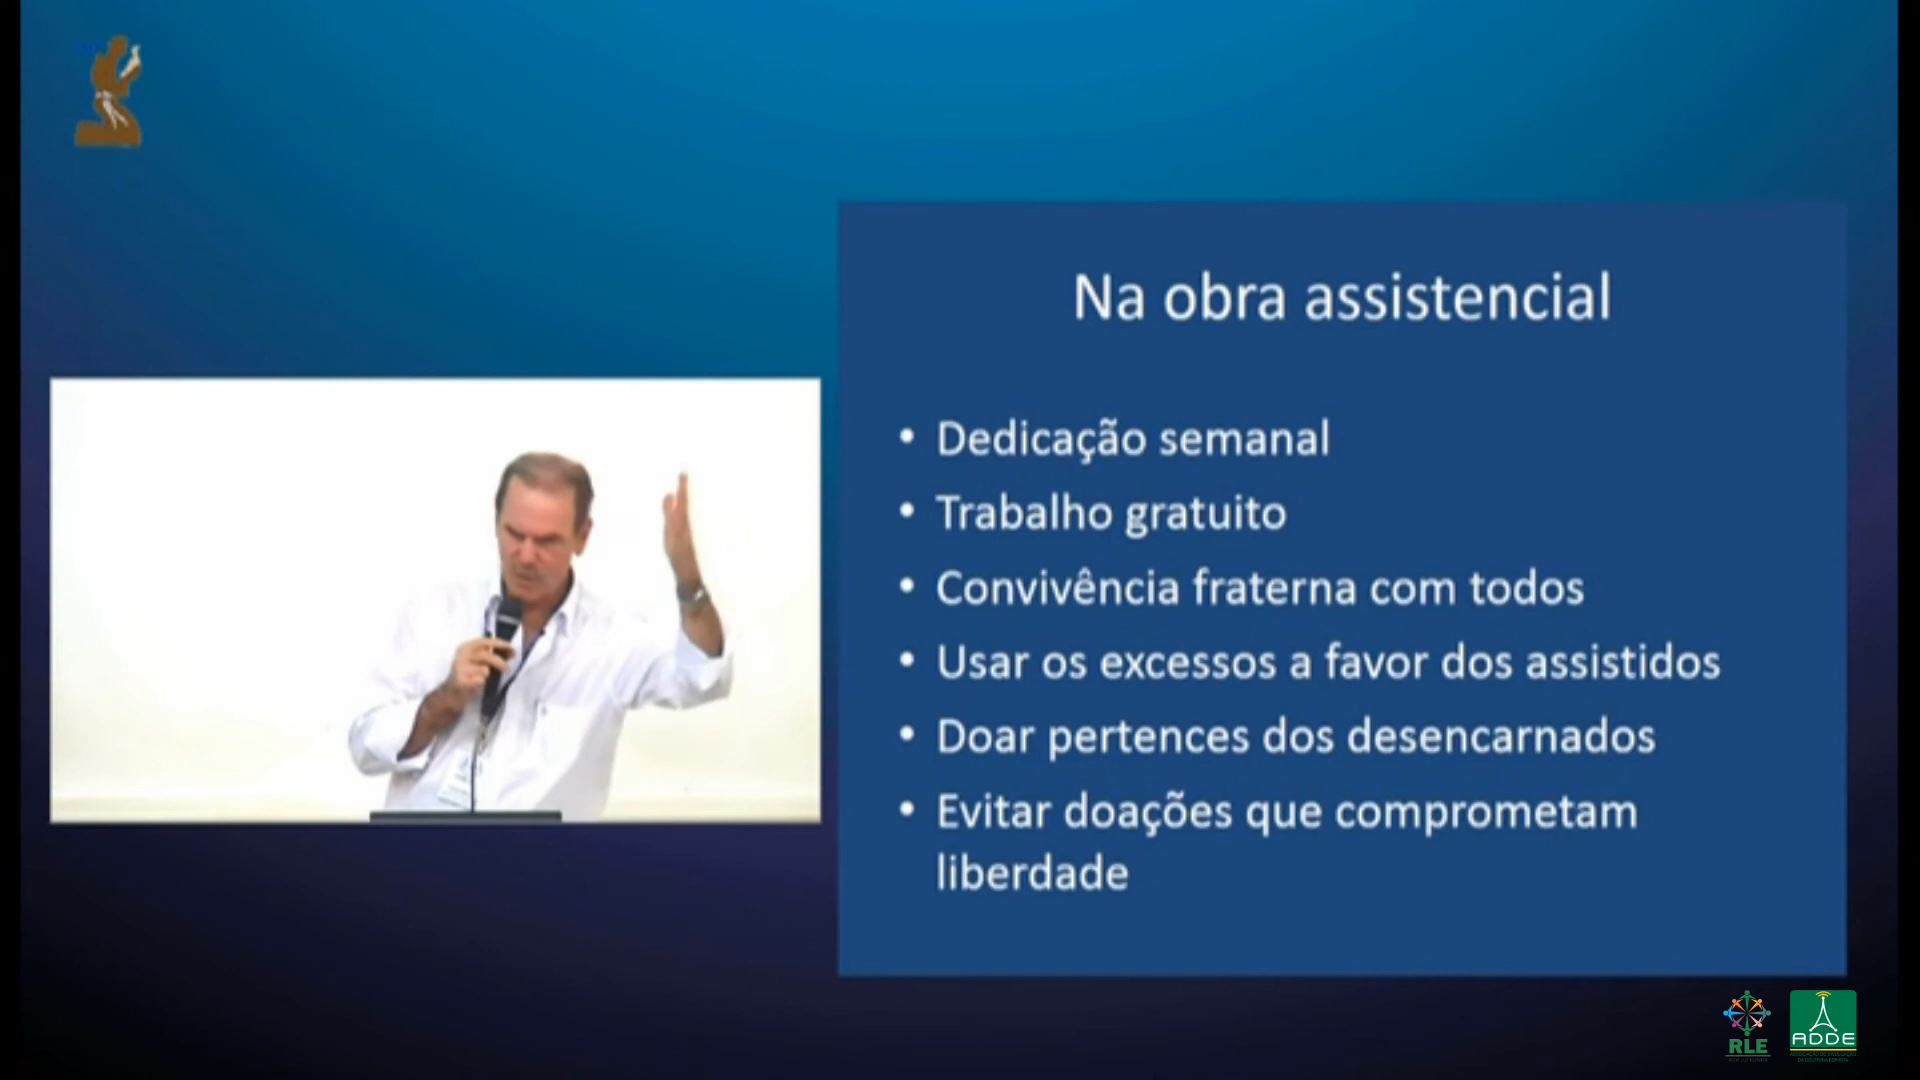 Na obra assistencial
• Dedicação semanal
• Trabalho gratuito
• Convivência fraterna com todos
• Usar os excessos a favor dos assistidos
• Doar pertences dos desencarnados
• Evitar doações que comprometam
liberdade
RLE
ADDE